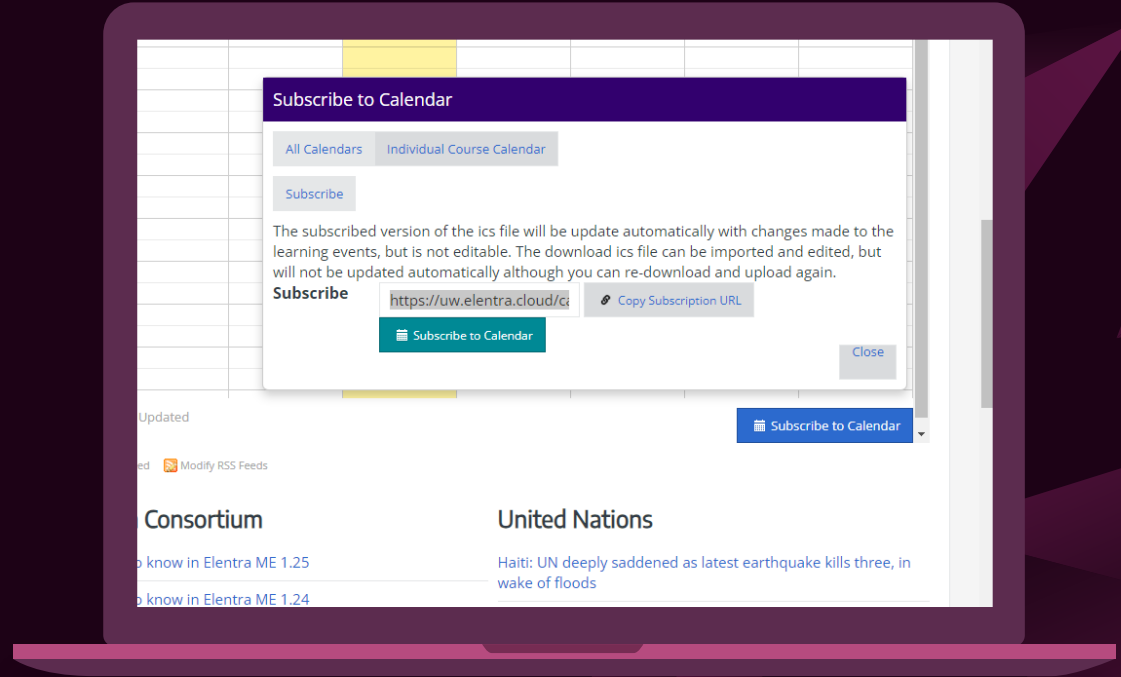 Subscribe to Calendar
All Calendars Individual Course Calendar
Subscribe
The subscribed version of the ics file will be update automatically with changes made to the
learning events, but is not editable. The download ics file can be imported and edited, but
will not be updated automatically although you can re-download and upload again.
Subscribe https://uw.elentra.cloud/ca Copy Subscription URL
Subscribe to Calendar
Close
Updated
Subscribe to Calendar
ed Modify RSS Feeds
Consortium
know in Elentra ME 1.25
know in Elentra ME 1.24
United Nations
Haiti: UN deeply saddened as latest earthquake kills three, in
wake of floods